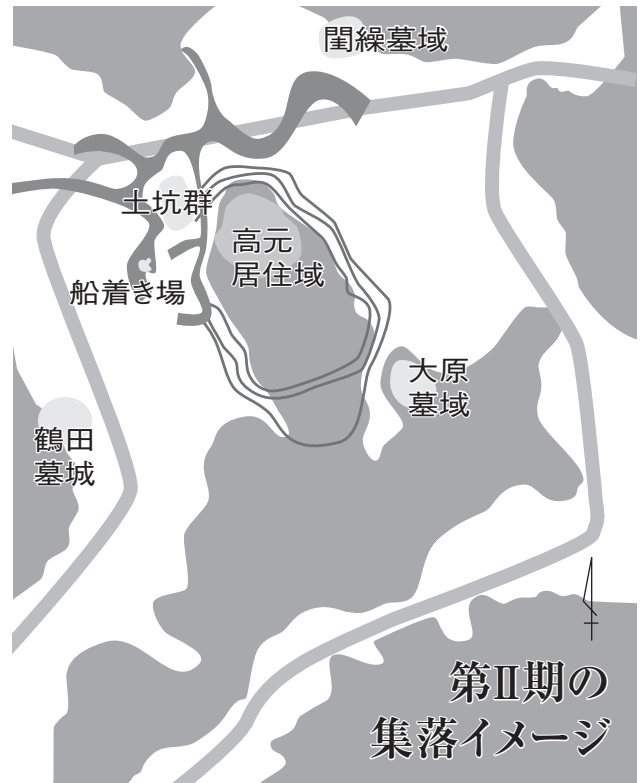 閨繰墓域
土坑群
高元
居住域
船着き場
大原
墓域
鶴田
墓城
第Ⅱ期の
集落イメージ